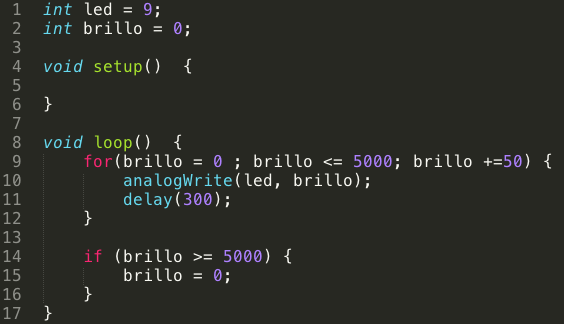 1 int led = 9;
2 int brillo = 0;
3
4 void setup()  {
5
6 }
7
8 void loop()  {
9     for(brillo = 0 ; brillo <= 5000; brillo +=50) {
10         analogWrite(led, brillo);
11         delay(300);
12     }
13
14     if (brillo >= 5000) {
15         brillo = 0;
16     }
17 }